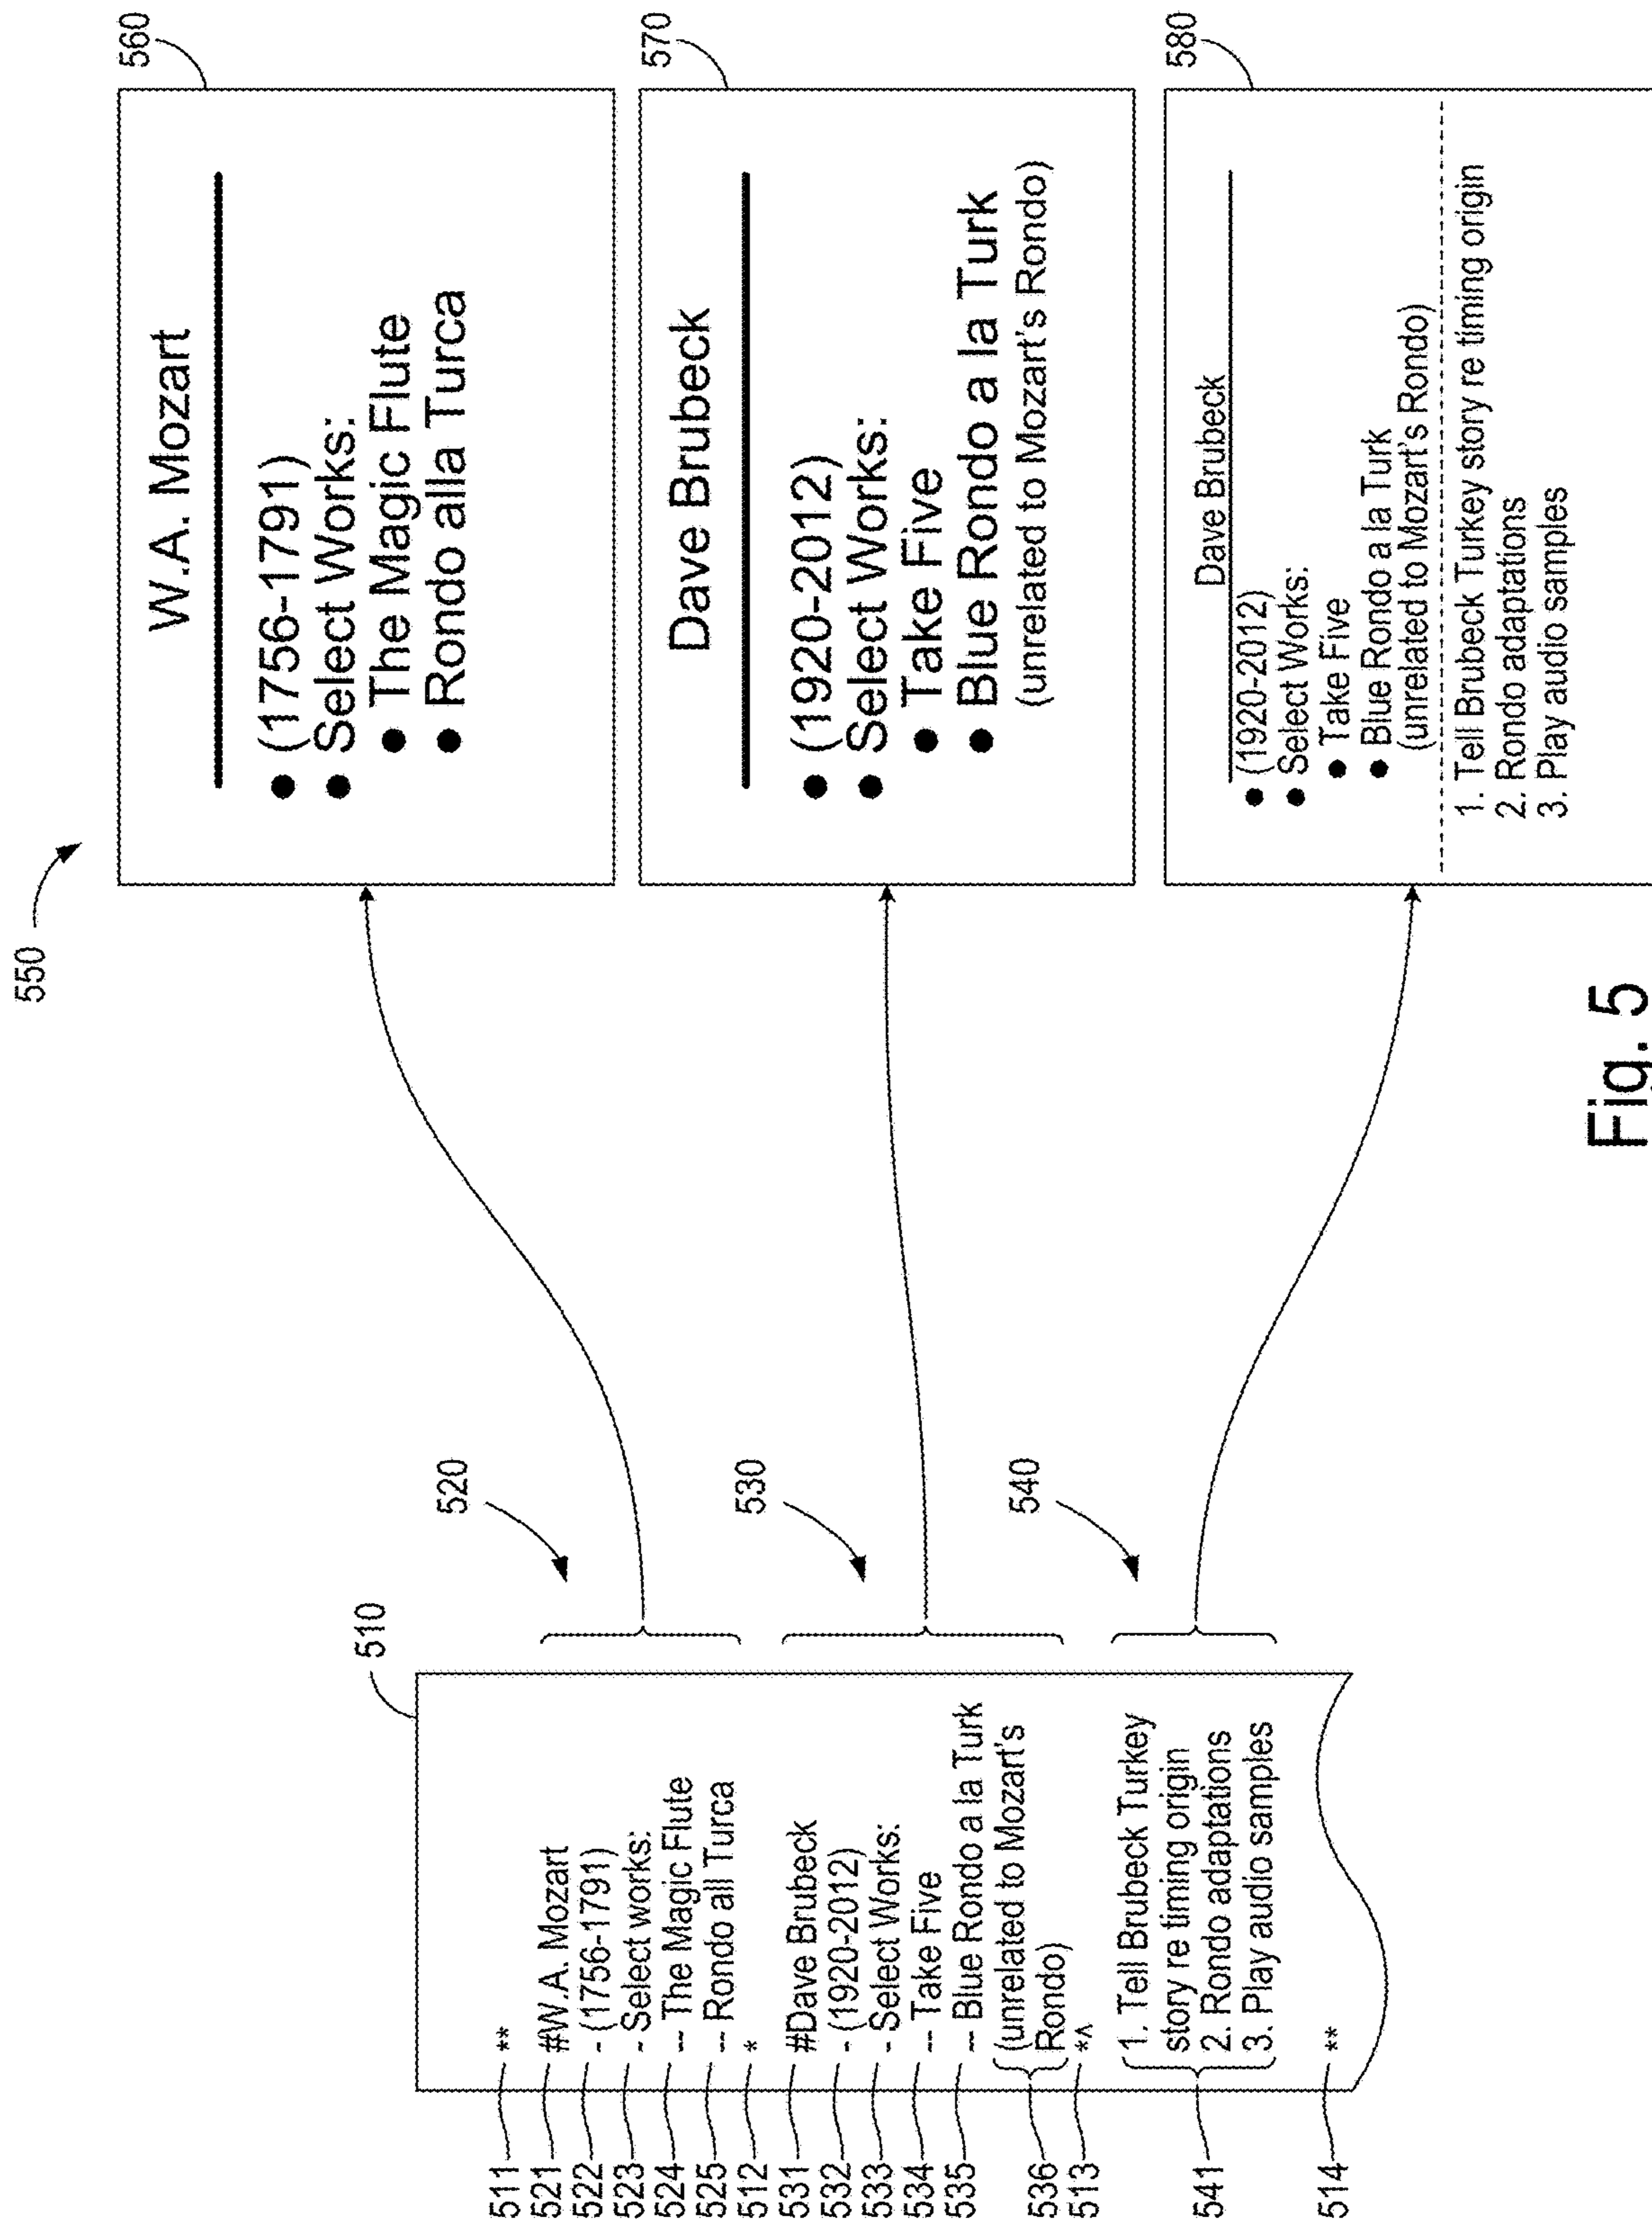 550
510
511
**
521
#W.A. Mozart
522
- (1756-1791)
523
- Select works:
524
-- The Magic Flute
525
-- Rondo all Turca
512
*
520
531
#Dave Brubeck
532
- (1920-2012)
533
- Select Works:
534
-- Take Five
535
-- Blue Rondo a la Turk
536
(unrelated to Mozart's
Rondo)
530
513
*^
541
1. Tell Brubeck Turkey
story re timing origin
2. Rondo adaptations
3. Play audio samples
540
514
**
560
W.A. Mozart
● (1756-1791)
● Select Works:
● The Magic Flute
● Rondo alla Turca
570
Dave Brubeck
● (1920-2012)
● Select Works:
● Take Five
● Blue Rondo a la Turk
(unrelated to Mozart's Rondo)
580
Dave Brubeck
● (1920-2012)
● Select Works:
● Take Five
● Blue Rondo a la Turk
(unrelated to Mozart's Rondo)
1. Tell Brubeck Turkey story re timing origin
2. Rondo adaptations
3. Play audio samples
Fig. 5